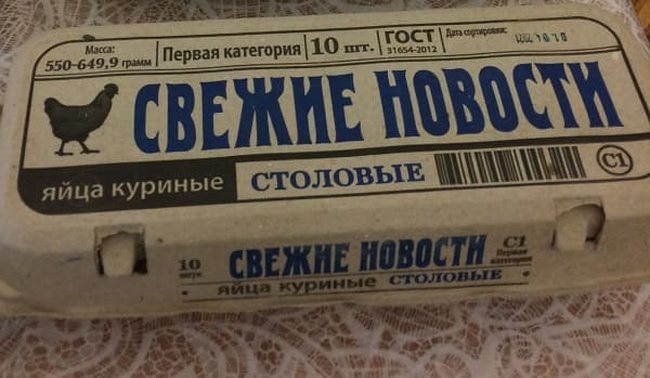 Масса:
550-649,9 грамм
Первая категория
10 шт.
ГОСТ
31654-2012
Дата сортировки:
СВЕЖИЕ НОВОСТИ
яйца куриные
СТОЛОВЫЕ
С1
10
штук
СВЕЖИЕ НОВОСТИ
С1
Первая
категория
яйца куриные СТОЛОВЫЕ